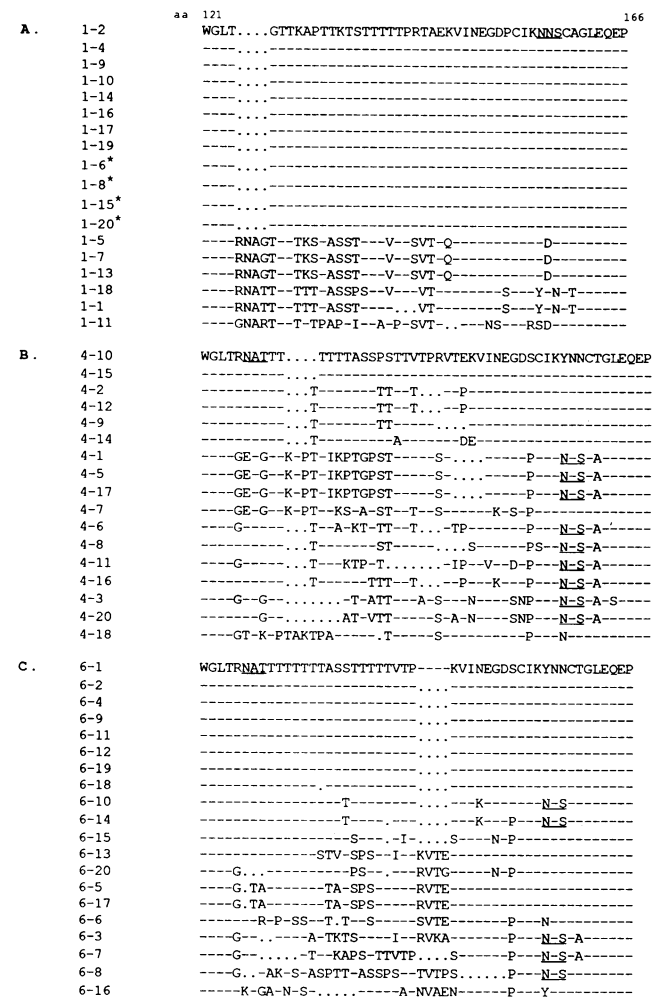 aa 121 166
A. 1-2 WGLT....GTTKAPTTKTSTTTTTPRTAEKVINEGDPCIKNNSCAGLEQEP
1-4 ----....------------------------------------------
1-9 ----....------------------------------------------
1-10 ----....------------------------------------------
1-14 ----....------------------------------------------
1-16 ----....------------------------------------------
1-17 ----....------------------------------------------
1-19 ----....------------------------------------------
1-6* ----....------------------------------------------
1-8* ----....------------------------------------------
1-15* ----....------------------------------------------
1-20* ----....------------------------------------------
1-5 ----RNAGT--TKS-ASST---V--SVT-Q-----------D---------
1-7 ----RNAGT--TKS-ASST---V--SVT-Q-----------D---------
1-13 ----RNAGT--TKS-ASST---V--SVT-Q-----------D---------
1-18 ----RNATT--TTT-ASSPS--V---VT---------S---Y-N-T------
1-1 ----RNATT--TTT-ASST---...-VT---------S---Y-N-T------
1-11 ----GNART--T-TPAP-I--A-P-SVT-..----NS---RSD---------
B. 4-10 WGLTRNATTT....TTTTASSPSTTVTPRVTEKVINEGDSCIKYNNCTGLEQEP
4-15 ----------....----------------------------------------
4-2 ----------...T-------TT--T...--P----------------------
4-12 ----------...T-------TT--T...--P----------------------
4-9 ----------...T-------TT-----....----------------------
4-14 ----------...T---------A-------DE---------------------
4-1 ----GE-G--K-PT-IKPTGPST-----S-....------P---N-S-A------
4-5 ----GE-G--K-PT-IKPTGPST-----S-....------P---N-S-A------
4-17 ----GE-G--K-PT-IKPTGPST-----S-....------P---N-S-A------
4-7 ----GE-G--K-PT--KS-A-ST--T--S------K-S-P---------------
4-6 ----G-----...T--A-KT-TT--T...-TP-------P---N-S-A-------
4-8 ----------...T-------ST-----....--S------PS--N-S-A------
4-11 ----G-----...T---KTP-T----....-IP--V--D-P---N-S-A------
4-16 ----------...T------TTT--T...--P---K---P---N-S-A-------
4-3 ----G--G--.......-T-ATT---A-S--N----SNP---N-S-A-S------
4-20 -------G--.......AT-VTT-----S-A-N----SNP---N-S-A-------
4-18 ----GT-K-PTAKTPA-----.T-----S----------P---N-----------
C. 6-1 WGLTRNATTTTTTTTASSTTTTTVTP----KVINEGDSCIKYNNCTGLEQEP
6-2 --------------------------....----------------------
6-4 --------------------------....----------------------
6-9 --------------------------....----------------------
6-11 --------------------------....----------------------
6-12 --------------------------....----------------------
6-19 --------------------------....----------------------
6-18 --------------.-----------....----------------------
6-10 -----------------T--------....---K-------N-S--------
6-14 -----------------T----.---....---K---P---N-S--------
6-15 ------------------S---.-I-....S----N-P--------------
6-13 --------------STV-SPS--I--KVTE----------------------
6-20 ----G...----------PS--.---RVTG-----N-P--------------
6-5 ----G.TA-------TA-SPS-----RVTE----------------------
6-17 ----G.TA-------TA-SPS-----RVTE----------------------
6-6 -------R-P-SS--T.T--S-----SVTE-------P---N----------
6-3 ----G--..----A-TKTS----I--RVKA-------P---N-S-A------
6-7 ----G--.....-T--KAPS-TTVTP....S------P---N-S-A------
6-8 ----G..-AK-S-ASPTT-ASSPS--TVTPS......P---N-S--------
6-16 -----K-GA-N-S-.....-----A-NVAEN------P---Y----------